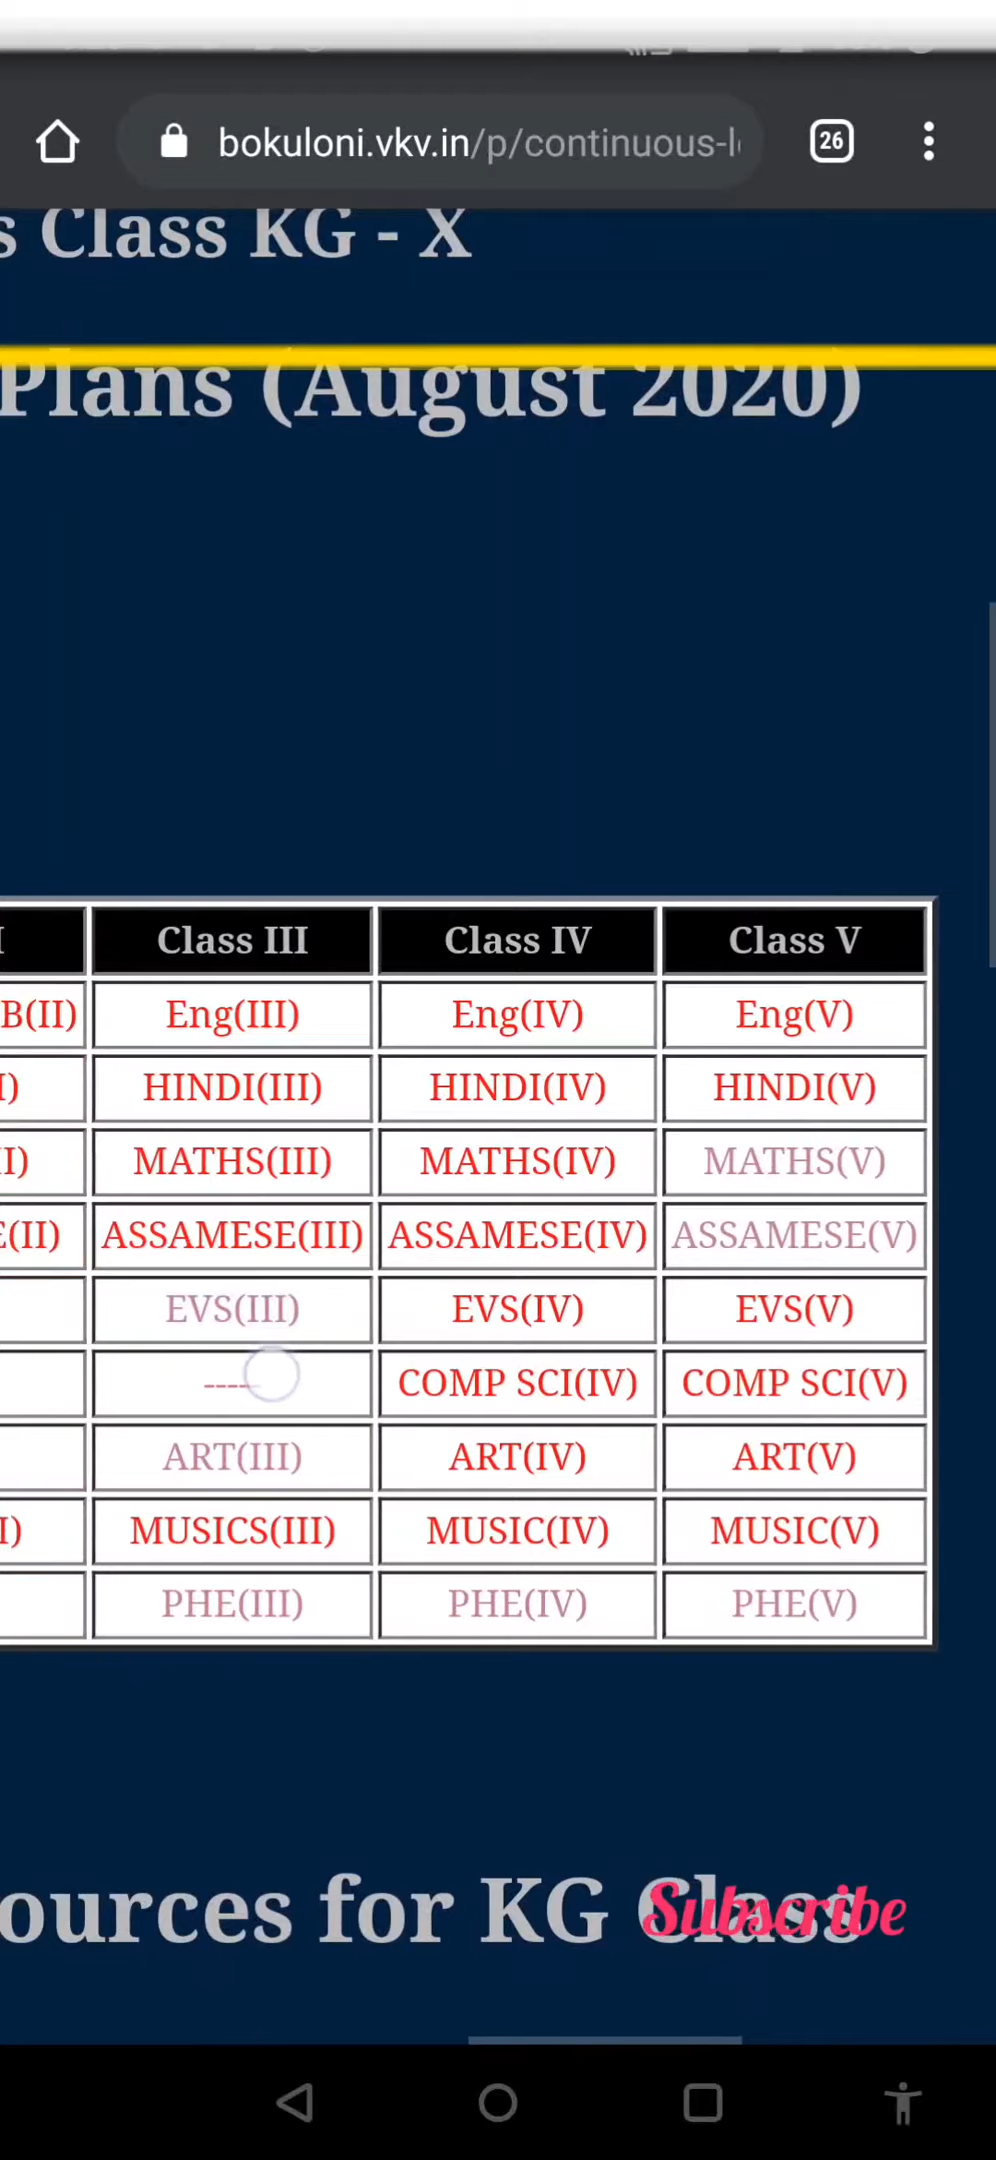 bokuloni.vkv.in/p/continuous-l
26
s Class KG - X
Plans (August 2020)
I Class III Class IV Class V
B(II) Eng(III) Eng(IV) Eng(V)
I) HINDI(III) HINDI(IV) HINDI(V)
I) MATHS(III) MATHS(IV) MATHS(V)
E(II) ASSAMESE(III) ASSAMESE(IV) ASSAMESE(V)
EVS(III) EVS(IV) EVS(V)
---- COMP SCI(IV) COMP SCI(V)
ART(III) ART(IV) ART(V)
I) MUSICS(III) MUSIC(IV) MUSIC(V)
PHE(III) PHE(IV) PHE(V)
ources for KG Class
Subscribe